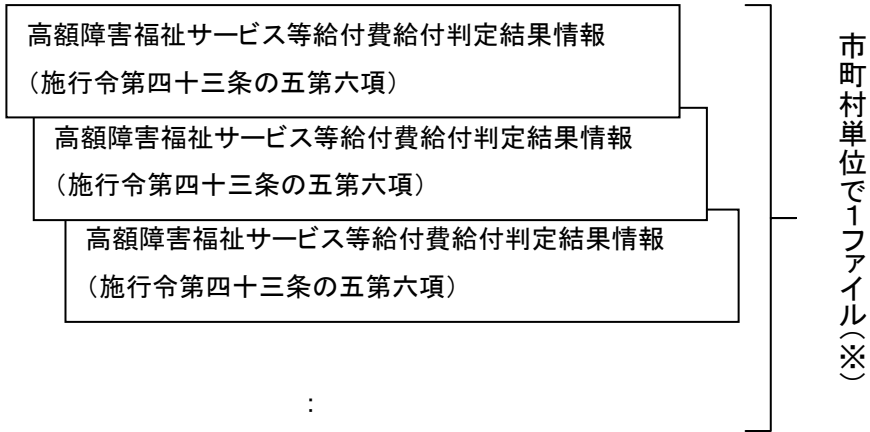 高額障害福祉サービス等給付費給付判定結果情報
（施行令第四十三条の五第六項）
高額障害福祉サービス等給付費給付判定結果情報
（施行令第四十三条の五第六項）
高額障害福祉サービス等給付費給付判定結果情報
（施行令第四十三条の五第六項）
：
市町村単位で1ファイル（※）